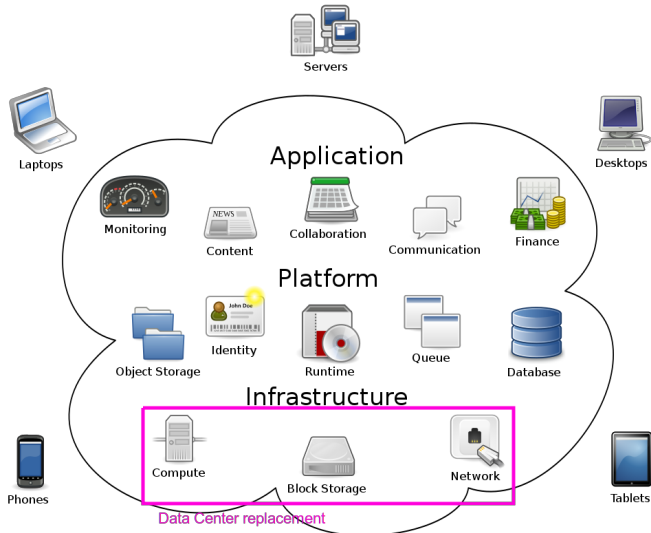 Servers
Laptops
Desktops
Application
Monitoring
NEWS
Content
Collaboration
Communication
Finance
Platform
Object Storage
John Doe
Identity
Runtime
Queue
Database
Infrastructure
Compute
Block Storage
Network
Phones
Tablets
Data Center replacement